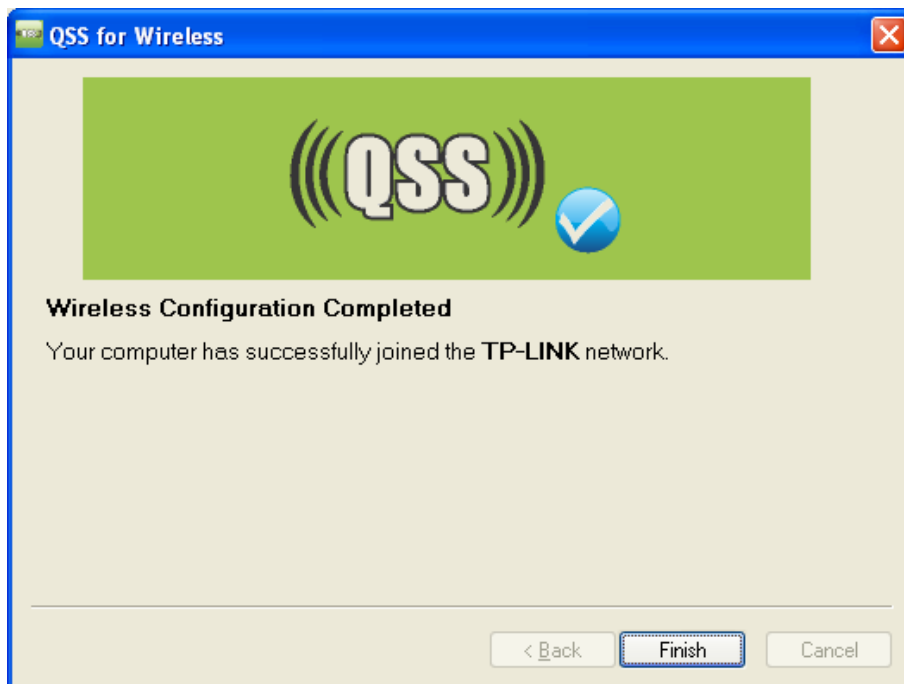 QSS for Wireless
(((QSS)))
Wireless Configuration Completed
Your computer has successfully joined the TP-LINK network.
< Back
Finish
Cancel